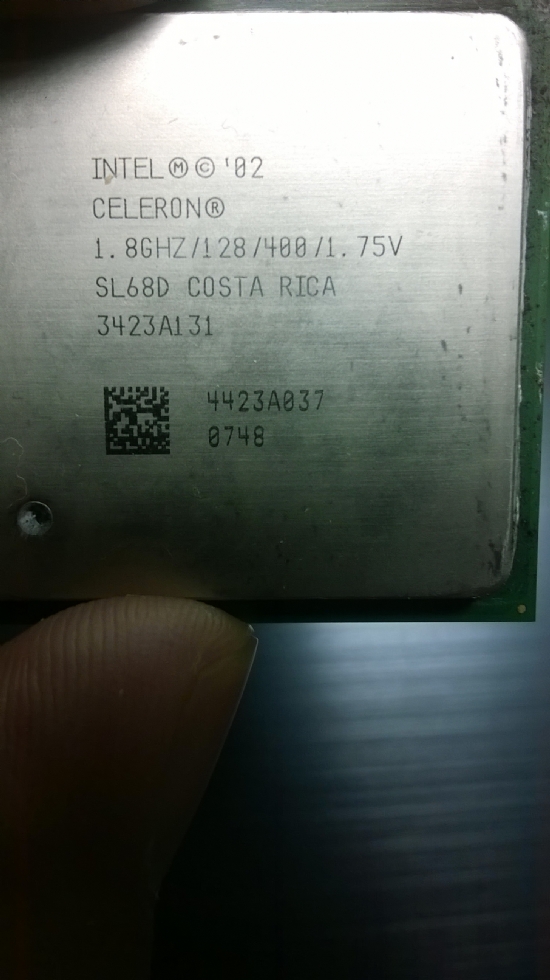 INTEL Ⓜ © '02
CELERON®
1.8GHZ/128/400/1.75V
SL68D COSTA RICA
3423A131
4423A037
0748